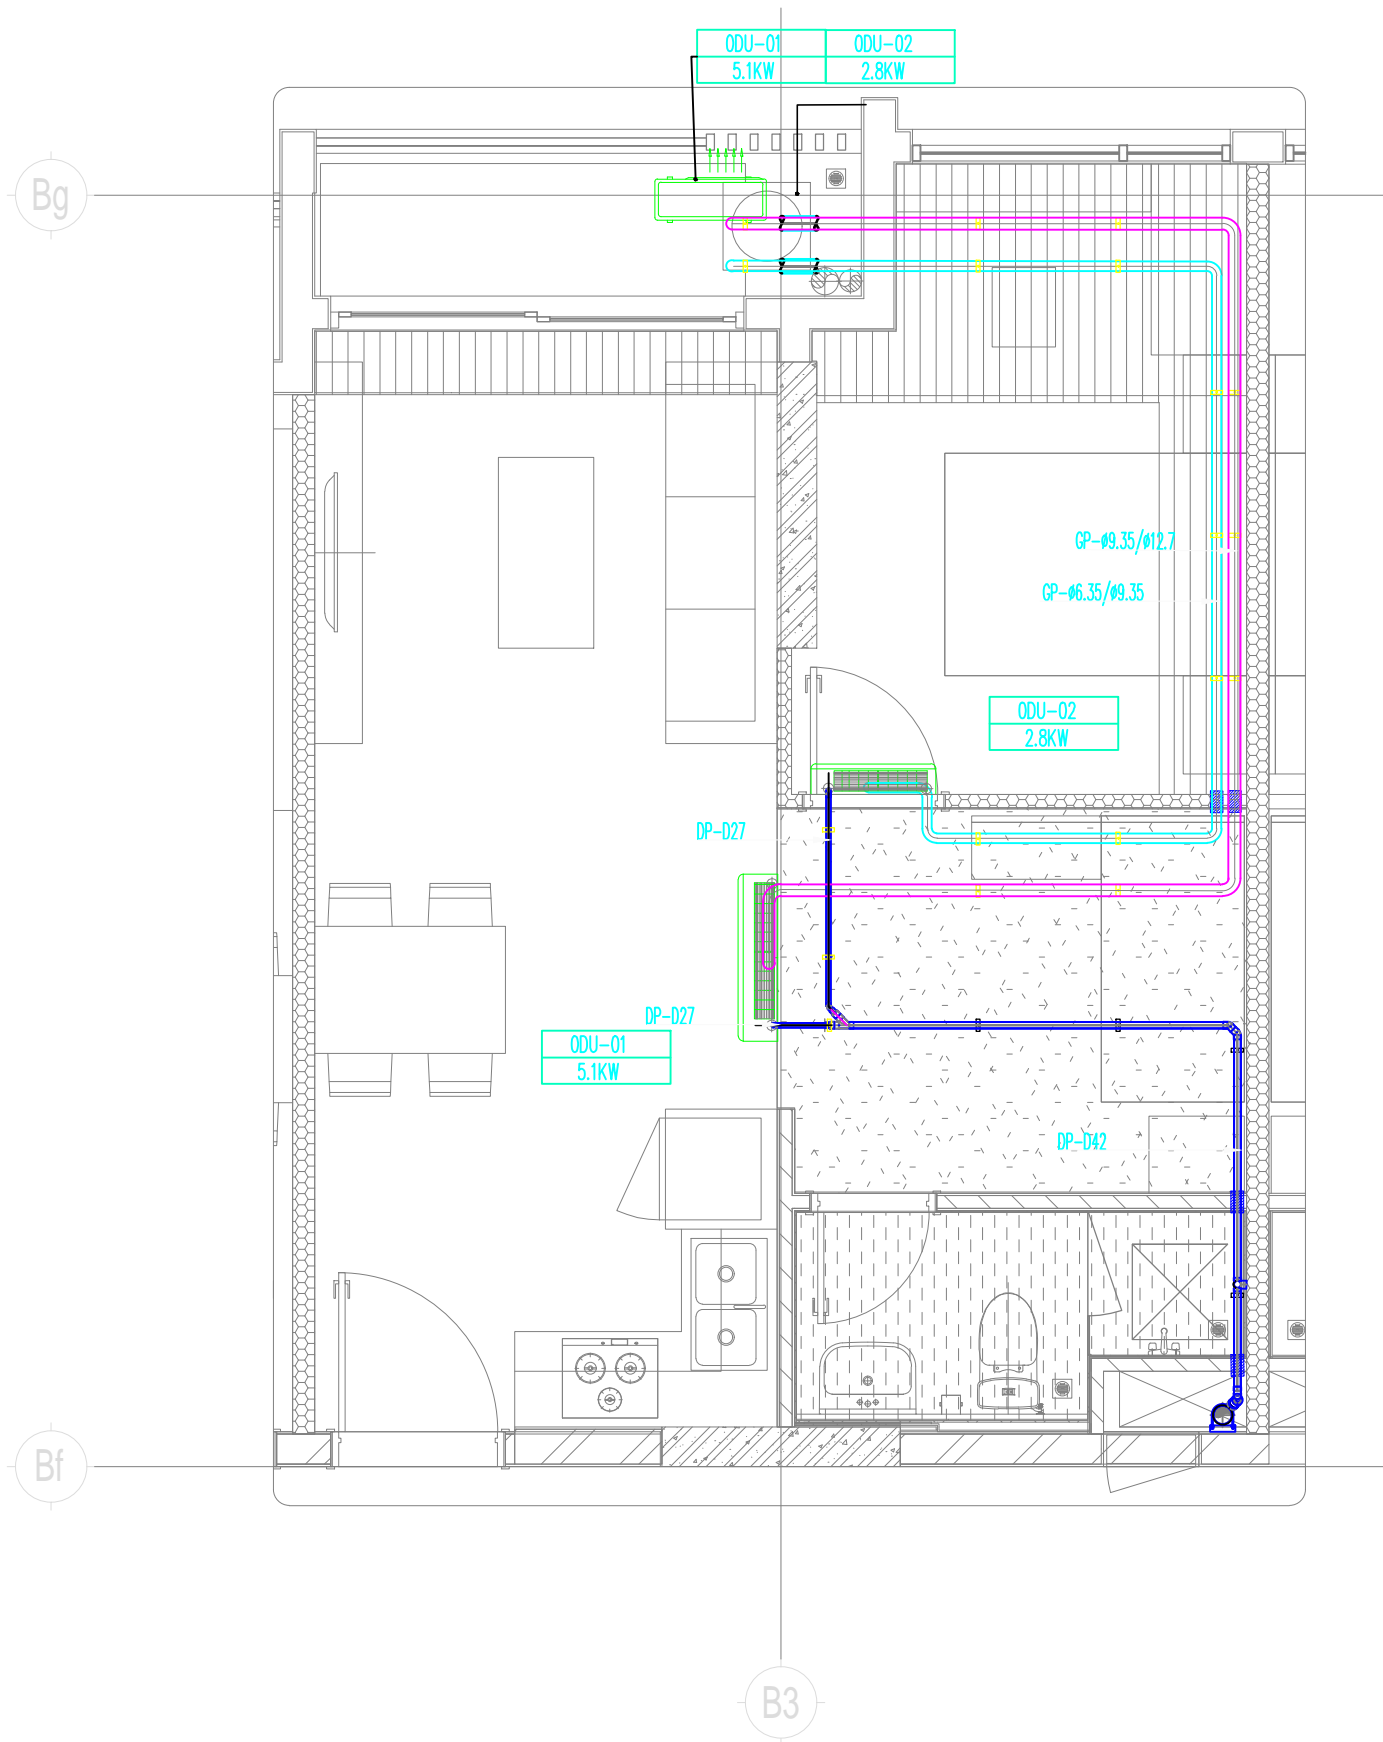 ODU-01 ODU-02
5.1KW 2.8KW
Bg
GP-ø9.35/ø12.7
GP-ø6.35/ø9.35
ODU-02
2.8KW
DP-D27
DP-D27
ODU-01
5.1KW
DP-D42
Bf
B3